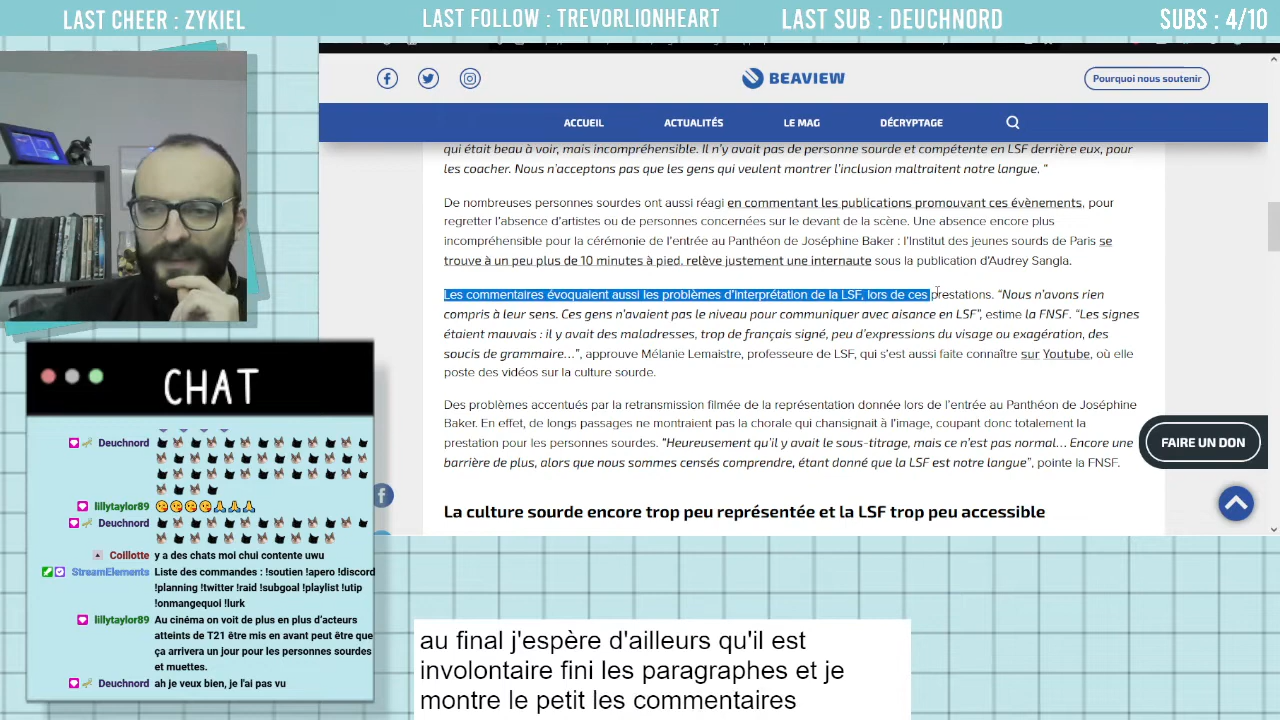 LAST CHEER : ZYKIEL
LAST FOLLOW : TREVORLIONHEART
LAST SUB : DEUCHNORD
SUBS : 4/10
BEAVIEW
Pourquoi nous soutenir
ACCUEIL
ACTUALITÉS
LE MAG
DÉCRYPTAGE
qui était beau à voir, mais incompréhensible. Il n’y avait pas de personne sourde et compétente en LSF derrière eux, pour
les coacher. Nous n’acceptons pas que les gens qui veulent montrer l’inclusion maltraitent notre langue. “
De nombreuses personnes sourdes ont aussi réagi en commentant les publications promouvant ces évènements, pour
regretter l’absence d’artistes ou de personnes concernées sur le devant de la scène. Une absence encore plus
incompréhensible pour la cérémonie de l’entrée au Panthéon de Joséphine Baker : l’Institut des jeunes sourds de Paris se
trouve à un peu plus de 10 minutes à pied, relève justement une internaute sous la publication d’Audrey Sangla.
Les commentaires évoquaient aussi les problèmes d’interprétation de la LSF, lors de ces prestations. “Nous n’avons rien
compris à leur sens. Ces gens n’avaient pas le niveau pour communiquer avec aisance en LSF”, estime la FNSF. “Les signes
étaient mauvais : il y avait des maladresses, trop de français signé, peu d’expressions du visage ou exagération, des
soucis de grammaire…”, approuve Mélanie Lemaistre, professeure de LSF, qui s’est aussi faite connaître sur Youtube, où elle
poste des vidéos sur la culture sourde.
Des problèmes accentués par la retransmission filmée de la représentation donnée lors de l’entrée au Panthéon de Joséphine
Baker. En effet, de longs passages ne montraient pas la chorale qui chansignait à l’image, coupant donc totalement la
prestation pour les personnes sourdes. “Heureusement qu’il y avait le sous-titrage, mais ce n’est pas normal… Encore une
barrière de plus, alors que nous sommes censés comprendre, étant donné que la LSF est notre langue”, pointe la FNSF.
La culture sourde encore trop peu représentée et la LSF trop peu accessible
FAIRE UN DON
CHAT
Deuchnord
lillytaylor89
Deuchnord
Coillotte y a des chats moi chui contente uwu
StreamElements Liste des commandes : !soutien !apero !discord
!planning !twitter !raid !subgoal !playlist !utip
!onmangequoi !lurk
lillytaylor89 Au cinéma on voit de plus en plus d’acteurs
atteints de T21 être mis en avant peut être que
ça arrivera un jour pour les personnes sourdes
et muettes.
Deuchnord ah je veux bien, je l'ai pas vu
au final j'espère d'ailleurs qu'il est
involontaire fini les paragraphes et je
montre le petit les commentaires